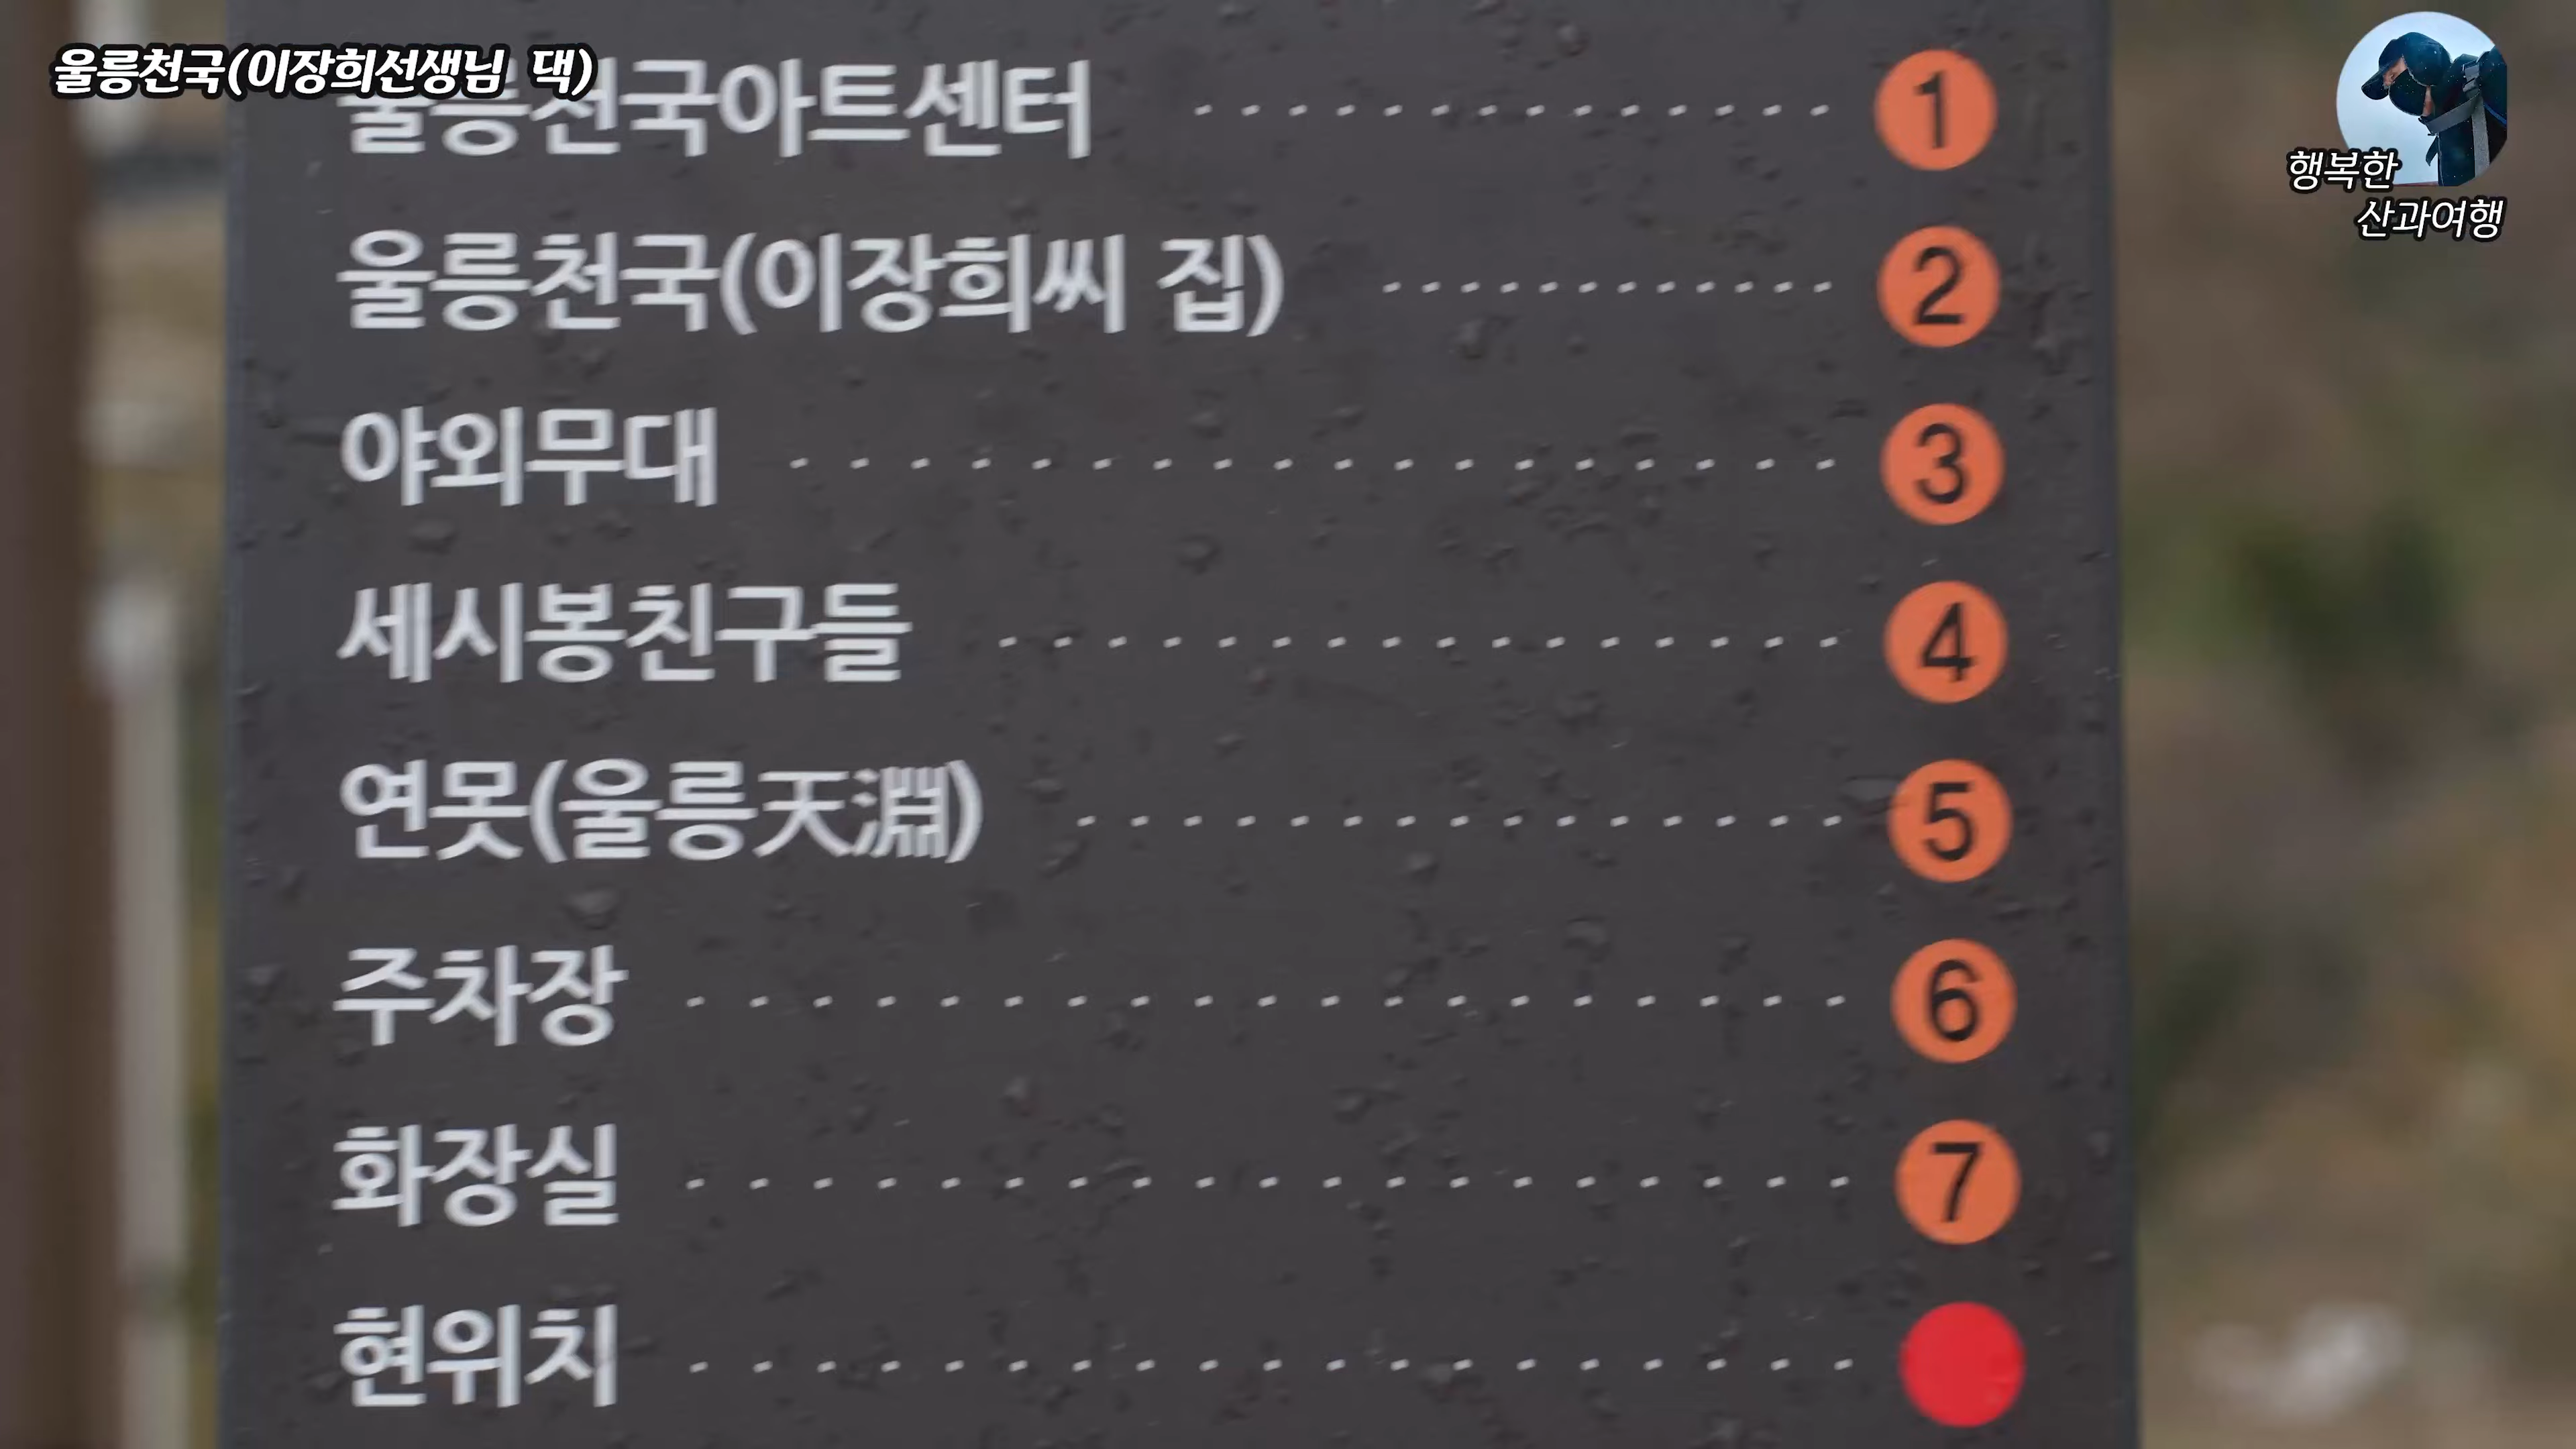 울릉천국(이장희선생님 댁)
행복한
산과여행
울릉천국아트센터 1
울릉천국(이장희씨 집) 2
야외무대 3
세시봉친구들 4
연못(울릉天淵) 5
주차장 6
화장실 7
현위치